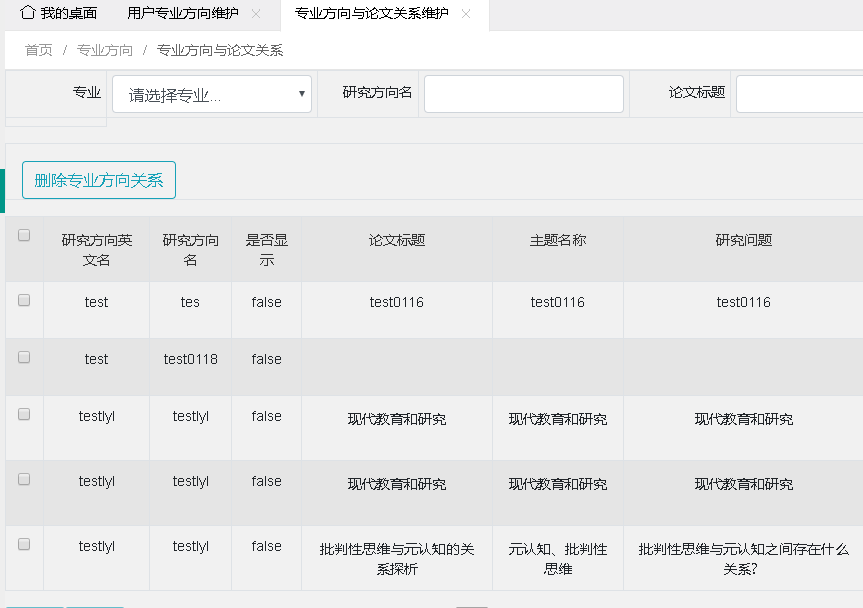 我的桌面 用户专业方向维护 × 专业方向与论文关系维护 ×
首页 / 专业方向 / 专业方向与论文关系
专业 请选择专业... 研究方向名 论文标题
删除专业方向关系
研究方向英文名 研究方向名 是否显示 论文标题 主题名称 研究问题
test tes false test0116 test0116 test0116
test test0118 false
testlyl testlyl false 现代教育和研究 现代教育和研究 现代教育和研究
testlyl testlyl false 现代教育和研究 现代教育和研究 现代教育和研究
testlyl testlyl false 批判性思维与元认知的关系探析 元认知、批判性思维 批判性思维与元认知之间存在什么关系?